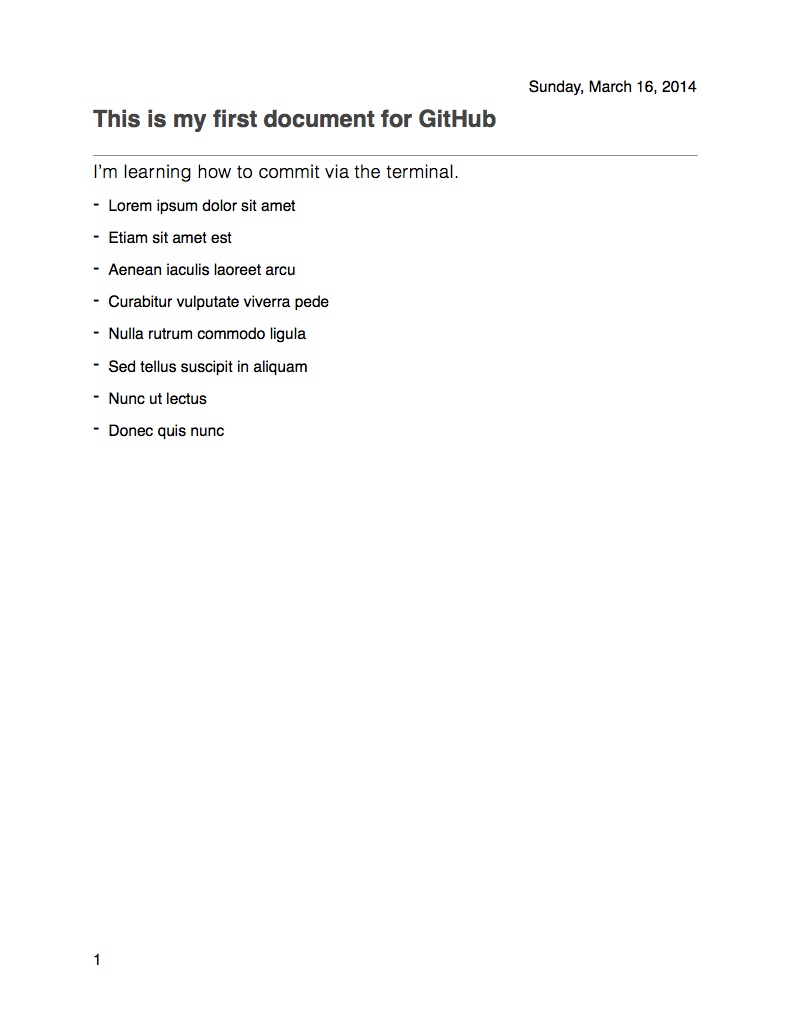 Sunday, March 16, 2014
This is my first document for GitHub
I’m learning how to commit via the terminal.
- Lorem ipsum dolor sit amet
- Etiam sit amet est
- Aenean iaculis laoreet arcu
- Curabitur vulputate viverra pede
- Nulla rutrum commodo ligula
- Sed tellus suscipit in aliquam
- Nunc ut lectus
- Donec quis nunc
1